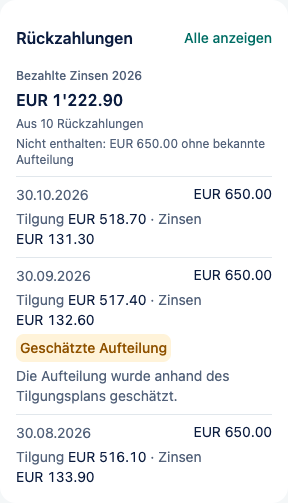 Rückzahlungen
Alle anzeigen
Bezahlte Zinsen 2026
EUR 1'222.90
Aus 10 Rückzahlungen
Nicht enthalten: EUR 650.00 ohne bekannte
Aufteilung
30.10.2026
EUR 650.00
Tilgung EUR 518.70 · Zinsen
EUR 131.30
30.09.2026
EUR 650.00
Tilgung EUR 517.40 · Zinsen
EUR 132.60
Geschätzte Aufteilung
Die Aufteilung wurde anhand des
Tilgungsplans geschätzt.
30.08.2026
EUR 650.00
Tilgung EUR 516.10 · Zinsen
EUR 133.90